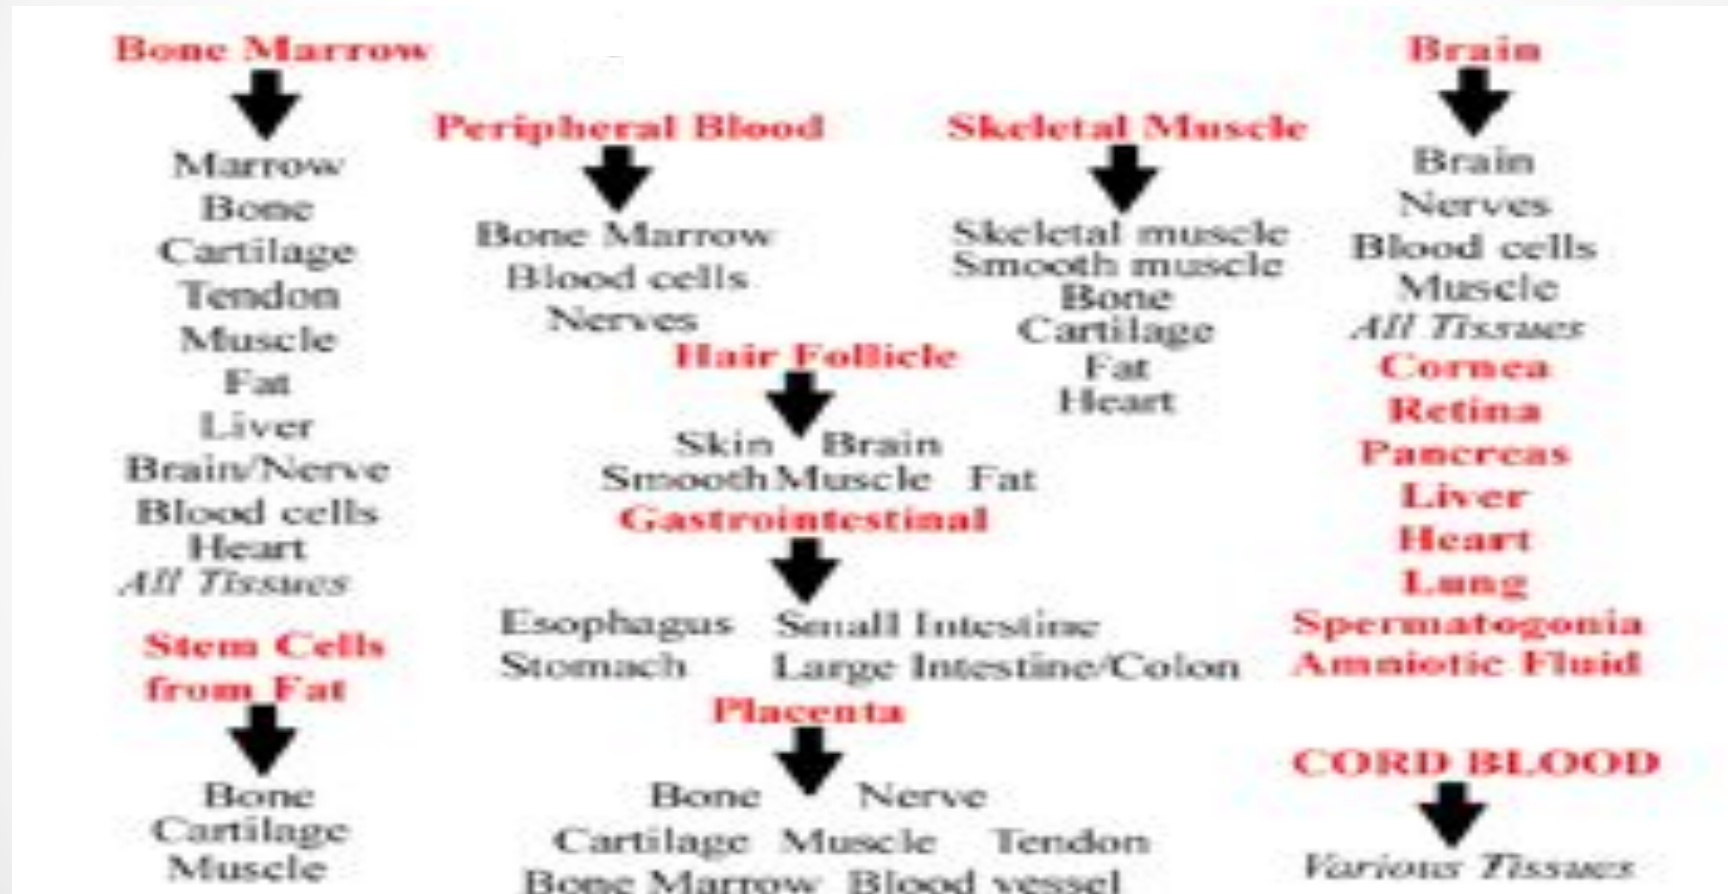 Bone Marrow
Marrow
Bone
Cartilage
Tendon
Muscle
Fat
Liver
Brain/Nerve
Blood cells
Heart
All Tissues
Stem Cells
from Fat
Bone
Cartilage
Muscle
Peripheral Blood
Bone Marrow
Blood cells
Nerves
Hair Follicle
Skin Brain
Smooth Muscle Fat
Gastrointestinal
Esophagus Small Intestine
Stomach Large Intestine/Colon
Placenta
Bone Nerve
Cartilage Muscle Tendon
Bone Marrow Blood vessel
Skeletal Muscle
Skeletal muscle
Smooth muscle
Bone
Cartilage
Fat
Heart
Brain
Brain
Nerves
Blood cells
Muscle
All Tissues
Cornea
Retina
Pancreas
Liver
Heart
Lung
Spermatogonia
Amniotic Fluid
CORD BLOOD
Various Tissues